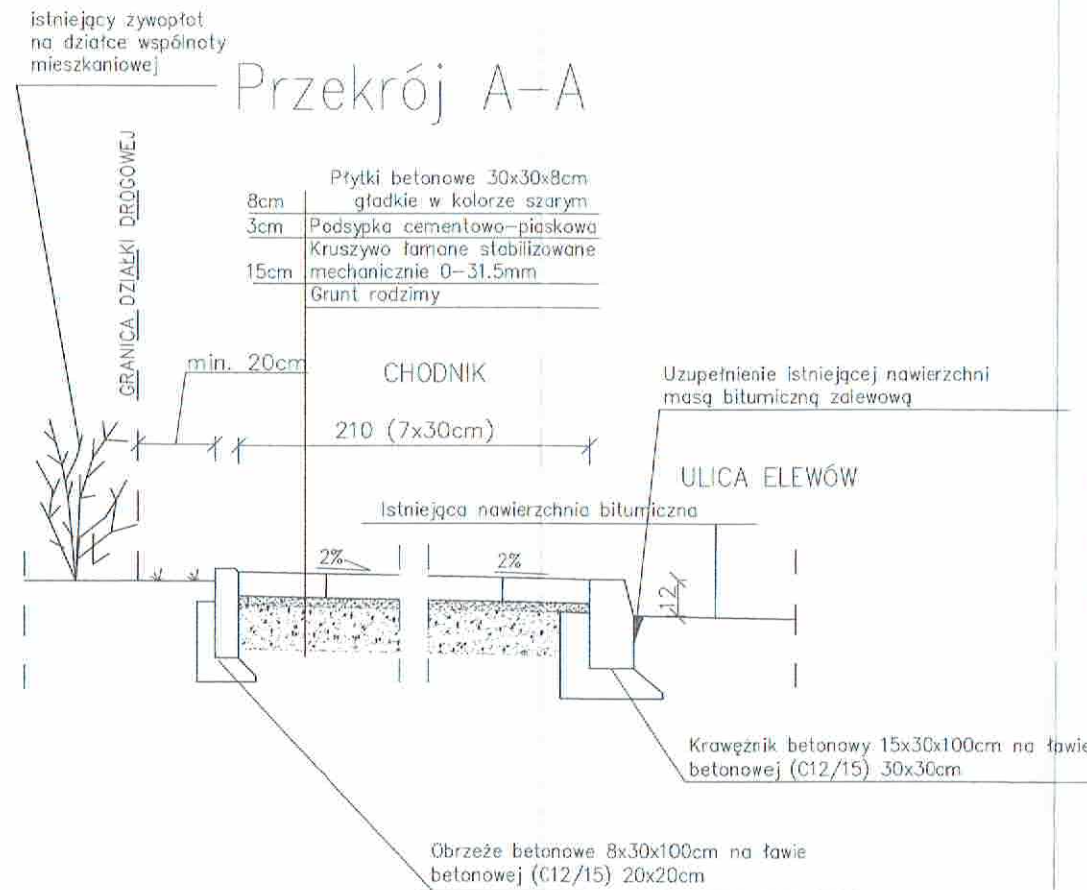 istniejący żywopłot
na działce wspólnoty
mieszkaniowej
Przekrój A-A
GRANICA DZIAŁKI DROGOWEJ
Płytki betonowe 30x30x8cm
8cm gładkie w kolorze szarym
3cm Podsypka cementowo-piaskowa
Kruszywo łamane stabilizowane
15cm mechanicznie 0-31.5mm
Grunt rodzimy
min. 20cm
CHODNIK
Uzupełnienie istniejącej nawierzchni
masą bitumiczną zalewową
210 (7x30cm)
ULICA ELEWÓW
Istniejąca nawierzchnia bitumiczna
2%
2%
12
Krawężnik betonowy 15x30x100cm na ławie
betonowej (C12/15) 30x30cm
Obrzeże betonowe 8x30x100cm na ławie
betonowej (C12/15) 20x20cm